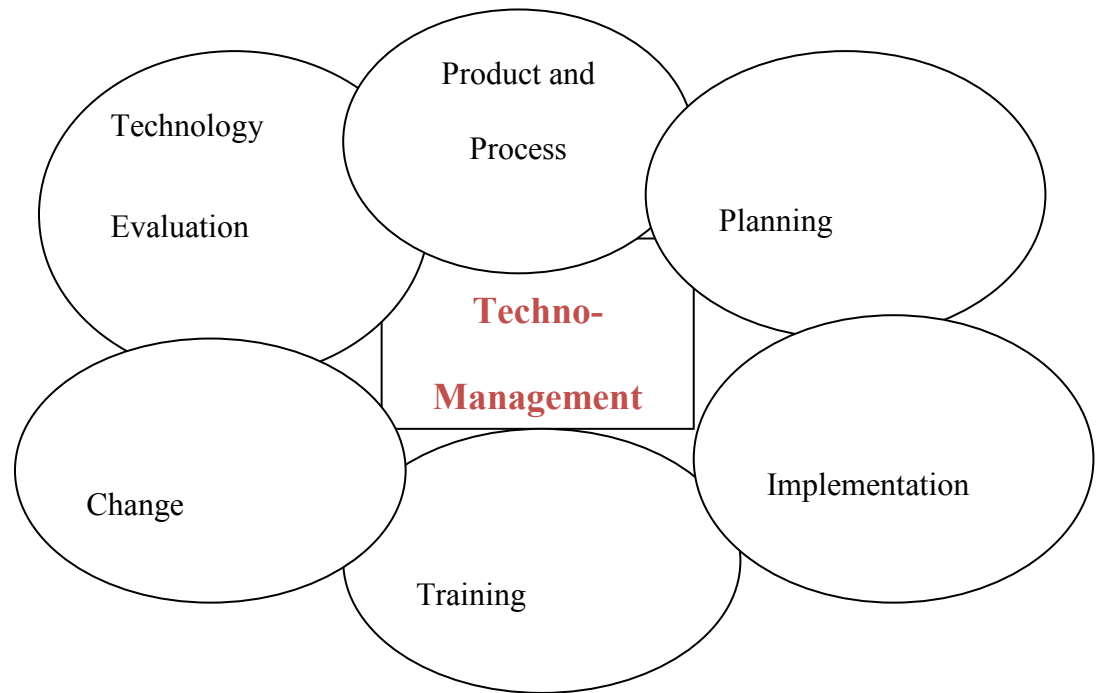 Product and
Process
Technology
Evaluation
Planning
Techno-
Management
Change
Implementation
Training